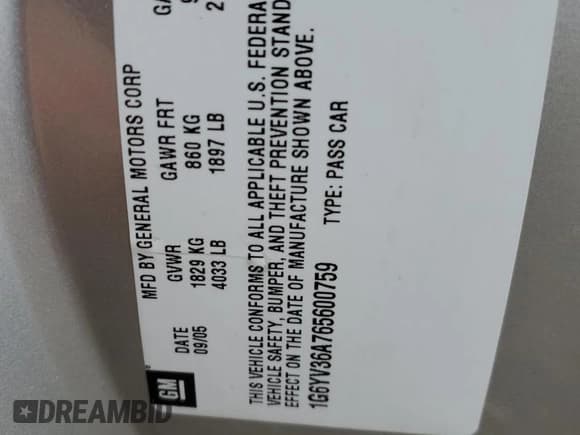 MFD BY GENERAL MOTORS CORP
DATE GVWR GAWR FRT
09/05 1829 KG 860 KG
4033 LB 1897 LB
THIS VEHICLE CONFORMS TO ALL APPLICABLE U.S. FEDERA
VEHICLE SAFETY, BUMPER, AND THEFT PREVENTION STAND
EFFECT ON THE DATE OF MANUFACTURE SHOWN ABOVE.
1G6YV36A765600759 TYPE: PASS CAR
GM
DREAMBID